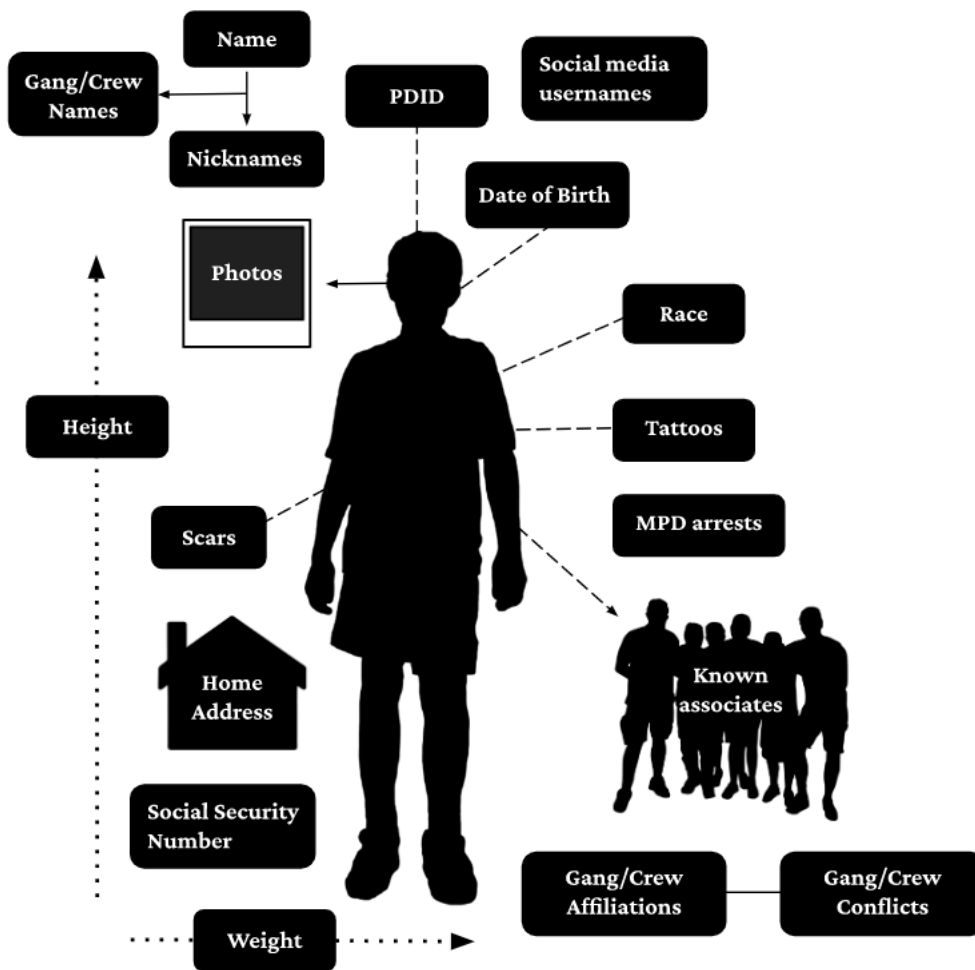 Name
Gang/Crew
Names
Nicknames
Social media
usernames
PDID
Date of Birth
Photos
Race
Height
Tattoos
MPD arrests
Scars
Home
Address
Known
associates
Social Security
Number
Gang/Crew
Affiliations
Gang/Crew
Conflicts
Weight